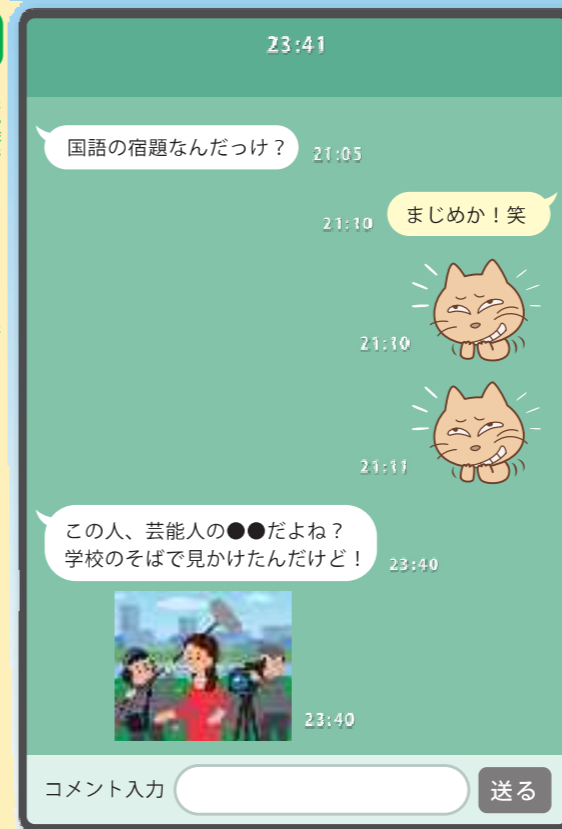 23:41
国語の宿題なんだっけ？
21:05
まじめか！笑
21:10
21:10
21:11
この人、芸能人の●●だよね？
学校のそばで見かけたんだけど！
23:40
23:40
コメント入力
送る